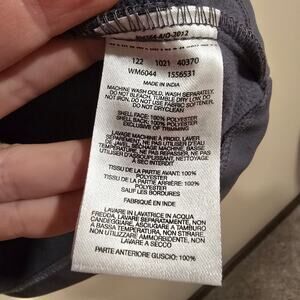 122 1021 40370
WM6044 1556531
MADE IN INDIA
MACHINE WASH COLD, WASH SEPARATELY,
DO NOT BLEACH, TUMBLE DRY LOW, DO
NOT IRON, DO NOT USE FABRIC SOFTENER,
DO NOT DRYCLEAN
SHELL FACE: 100% POLYESTER
SHELL BACK: 100% POLYESTER
EXCLUSIVE OF TRIMMING
LAVAGE MACHINE À FROID, LAVER
SÉPARÉMENT, NE PAS UTILISER D'EAU
DE JAVEL, SÉCHAGE MACHINE BASSE
TEMPÉRATURE, NE PAS REPASSER, NE PAS
UTILISER D'ASSOUPLISSANT, NETTOYAGE
À SEC INTERDIT
TISSU DE LA PARTIE AVANT: 100%
POLYESTER
TISSU DE LA PARTIE ARRIÈRE: 100%
POLYESTER
SAUF LES BORDURES
FABRIQUÉ EN INDE
LAVARE IN LAVATRICE IN ACQUA
FREDDA, LAVARE SEPARATAMENTE, NON
CANDEGGIARE, ASCIUGARE A TAMBURO
A BASSA TEMPERATURA, NON STIRARE,
NON UTILIZZARE AMMORBIDENTE, NON
LAVARE A SECCO
PARTE ANTERIORE GUSCIO: 100%